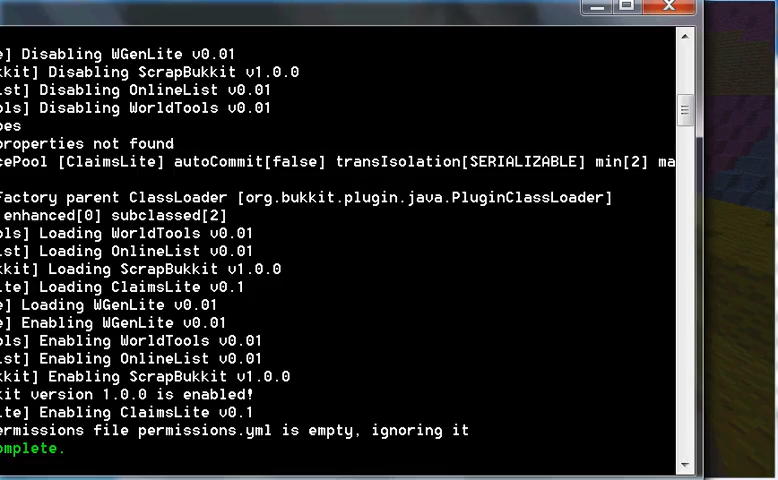 e] Disabling WGenLite v0.01
kkit] Disabling ScrapBukkit v1.0.0
ist] Disabling OnlineList v0.01
ols] Disabling WorldTools v0.01
pes
properties not found
cePool [ClaimsLite] autoCommit[false] transIsolation[SERIALIZABLE] min[2] ma
Factory parent ClassLoader [org.bukkit.plugin.java.PluginClassLoader]
enhanced[0] subclassed[2]
ols] Loading WorldTools v0.01
ist] Loading OnlineList v0.01
kkit] Loading ScrapBukkit v1.0.0
ite] Loading ClaimsLite v0.1
e] Loading WGenLite v0.01
e] Enabling WGenLite v0.01
ols] Enabling WorldTools v0.01
ist] Enabling OnlineList v0.01
kkit] Enabling ScrapBukkit v1.0.0
kit version 1.0.0 is enabled!
ite] Enabling ClaimsLite v0.1
ermissions file permissions.yml is empty, ignoring it
omplete.